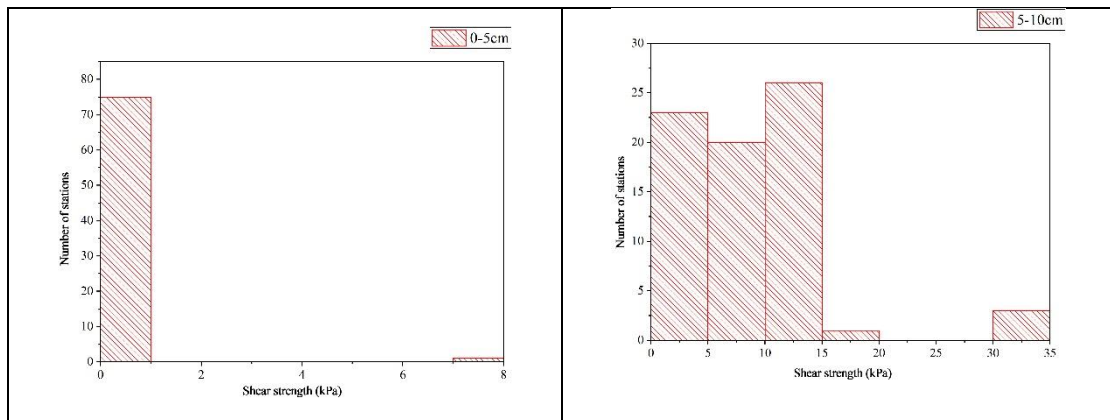 0-5cm
80
70
60
50
40
30
20
10
0
Number of stations
0 2 4 6 8
Shear strength (kPa)
5-10cm
30
25
20
15
10
5
0
Number of stations
0 5 10 15 20 25 30 35
Shear strength (kPa)